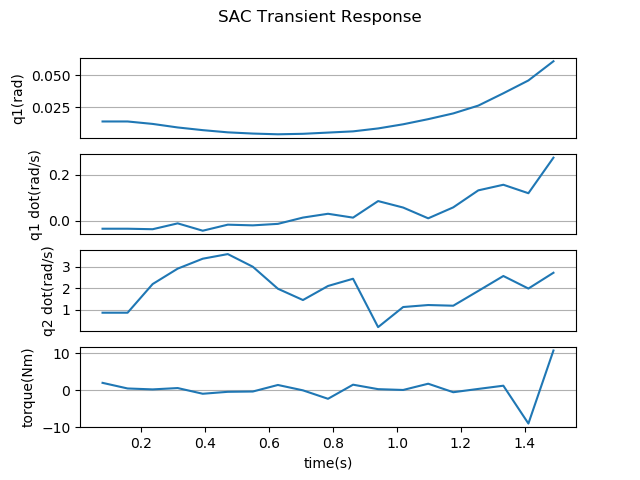 SAC Transient Response
q1(rad)
0.050
0.025
q1 dot(rad/s)
0.2
0.0
q2 dot(rad/s)
3
2
1
torque(Nm)
10
0
−10
0.2 0.4 0.6 0.8 1.0 1.2 1.4
time(s)